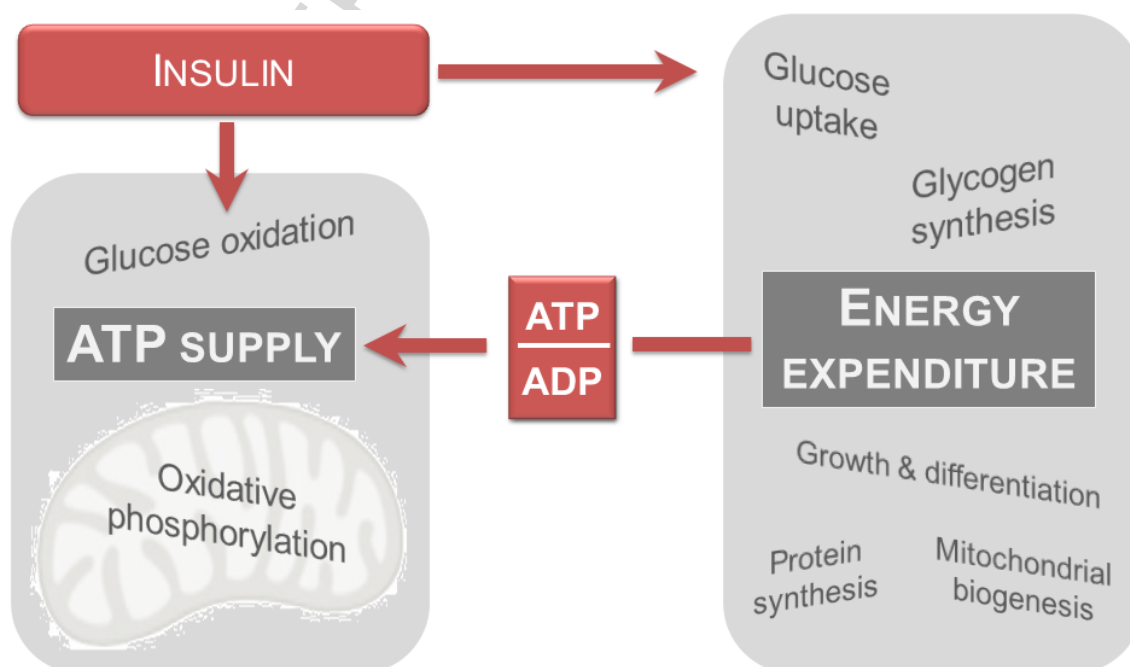 INSULIN
Glucose
uptake
Glycogen
synthesis
Glucose oxidation
ATP SUPPLY
ATP
ADP
ENERGY
EXPENDITURE
Oxidative
phosphorylation
Growth & differentiation
Protein
synthesis
Mitochondrial
biogenesis